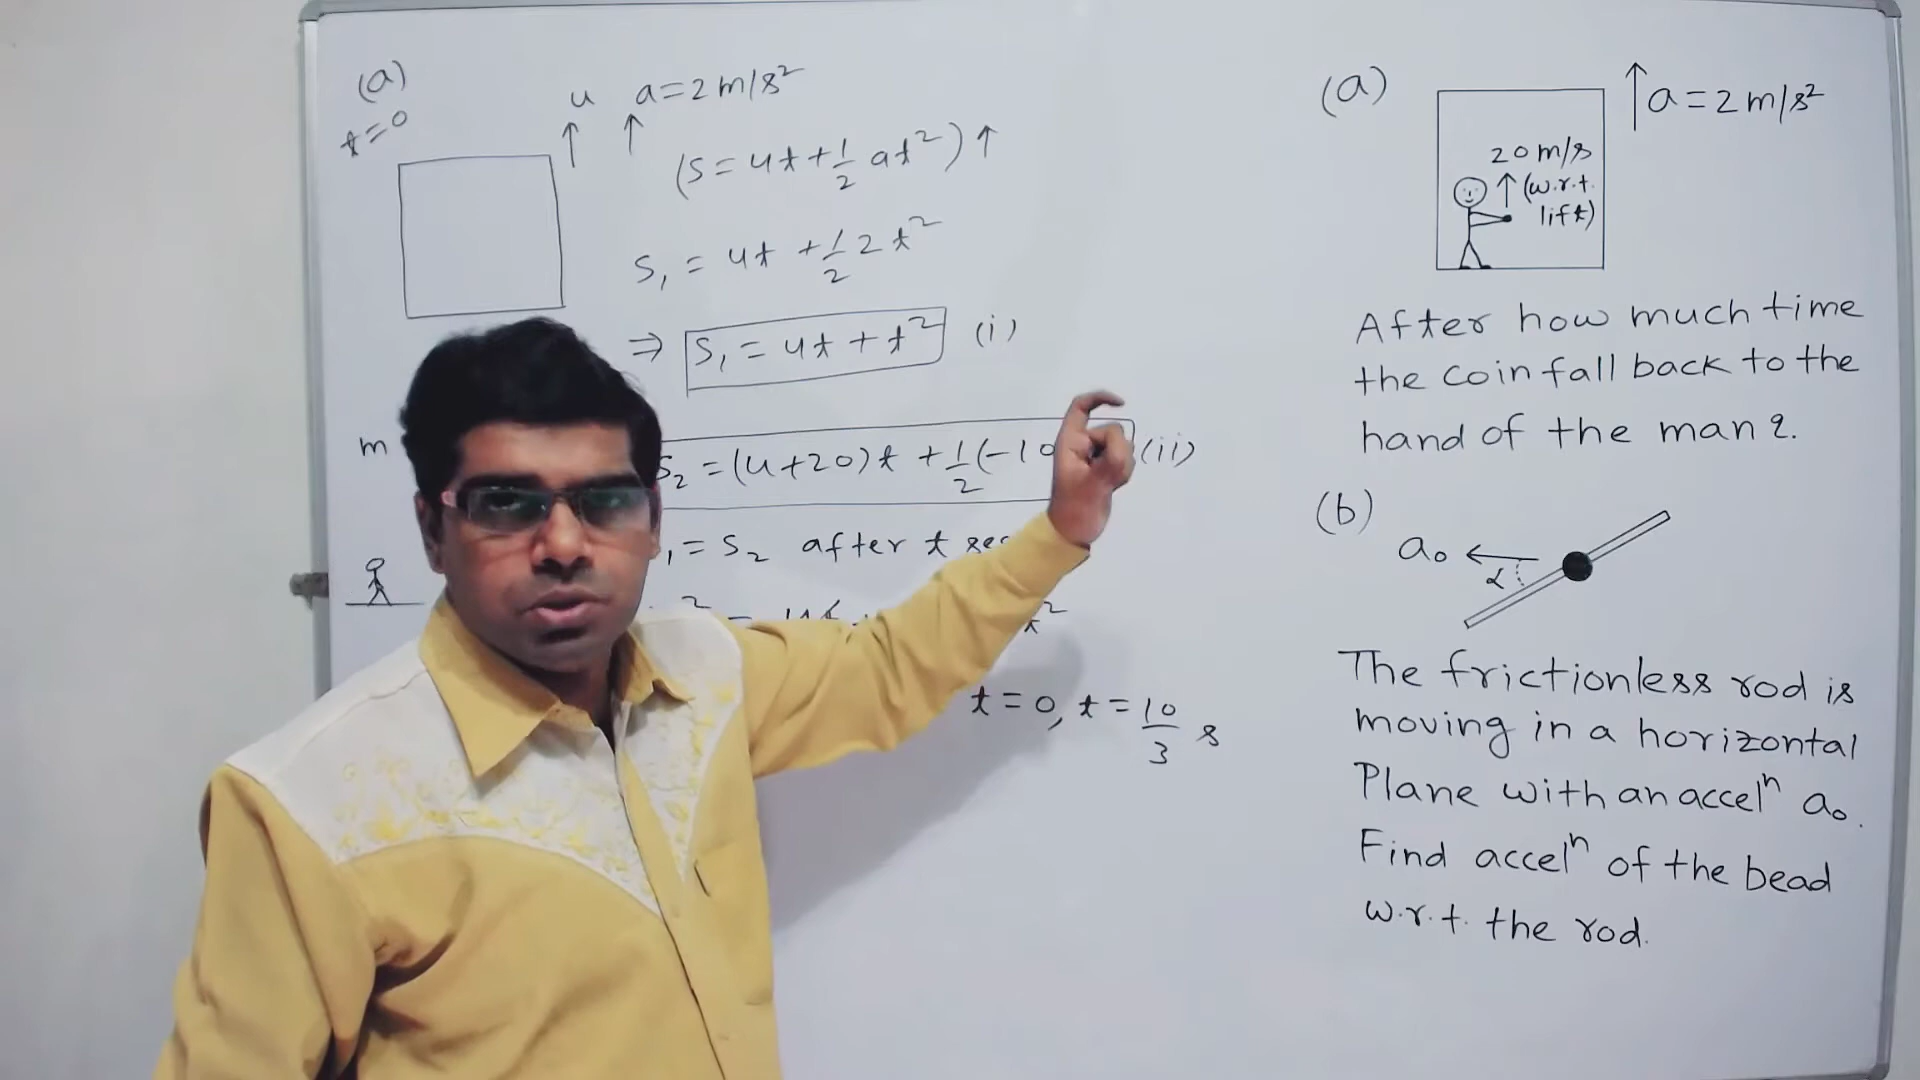 (a)
t=0
u a=2 m/s²
(s=ut+1/2 at²)↑
s₁ = ut + 1/2 2t²
⇒ s₁ = ut + t² (i)
m
s₂ = (u+20)t + 1/2 (-10 (ii)
₁ = s₂ after t sec
t=0, t= 10/3 s
(a)
↑a = 2 m/s²
20 m/s
↑(w.r.t.
lift)
After how much time
the coin fall back to the
hand of the man ?.
(b)
a₀
α
The frictionless rod is
moving in a horizontal
Plane with an accelⁿ a₀.
Find accelⁿ of the bead
w.r.t. the rod.